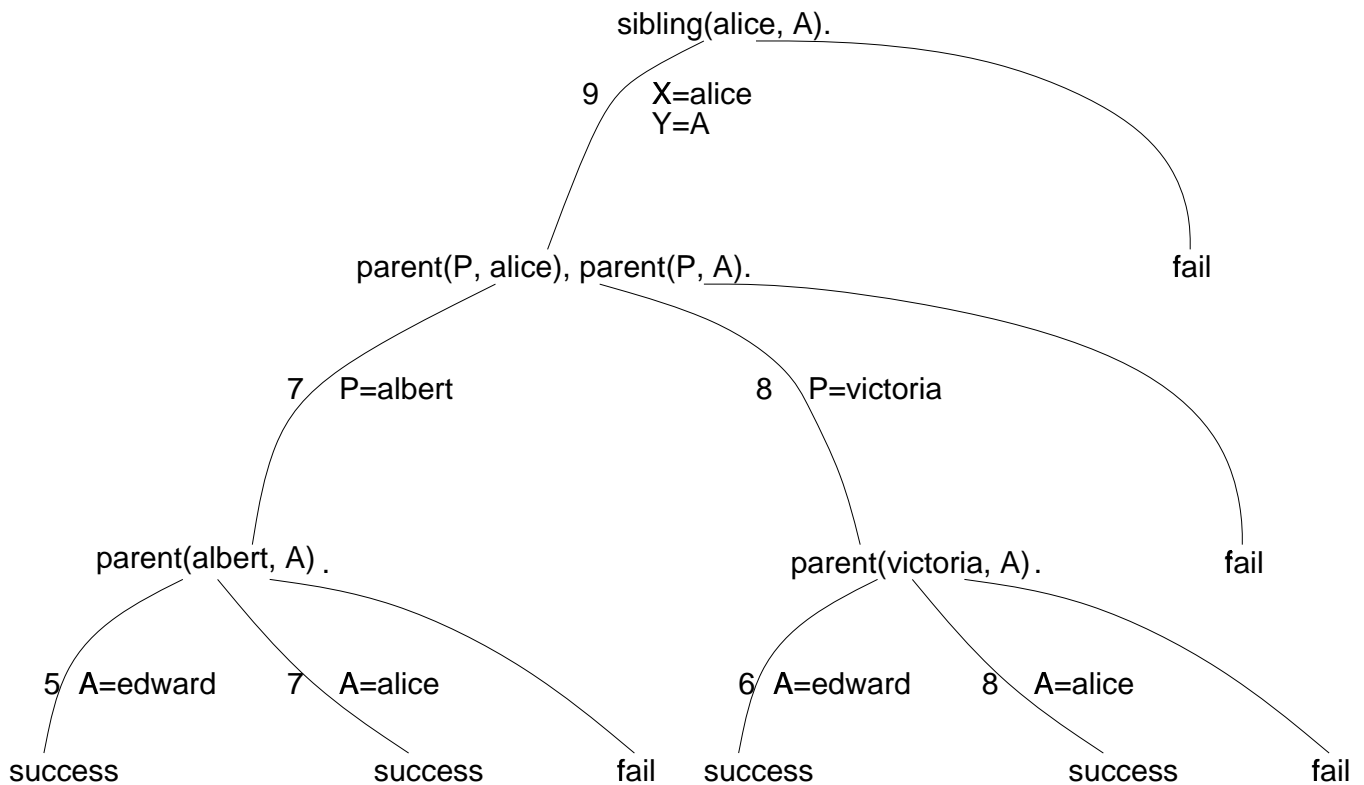 sibling(alice, A).
9 X=alice
Y=A
parent(P, alice), parent(P, A). fail
7 P=albert 8 P=victoria
parent(albert, A) . parent(victoria, A). fail
5 A=edward 7 A=alice 6 A=edward 8 A=alice
success success fail success success fail